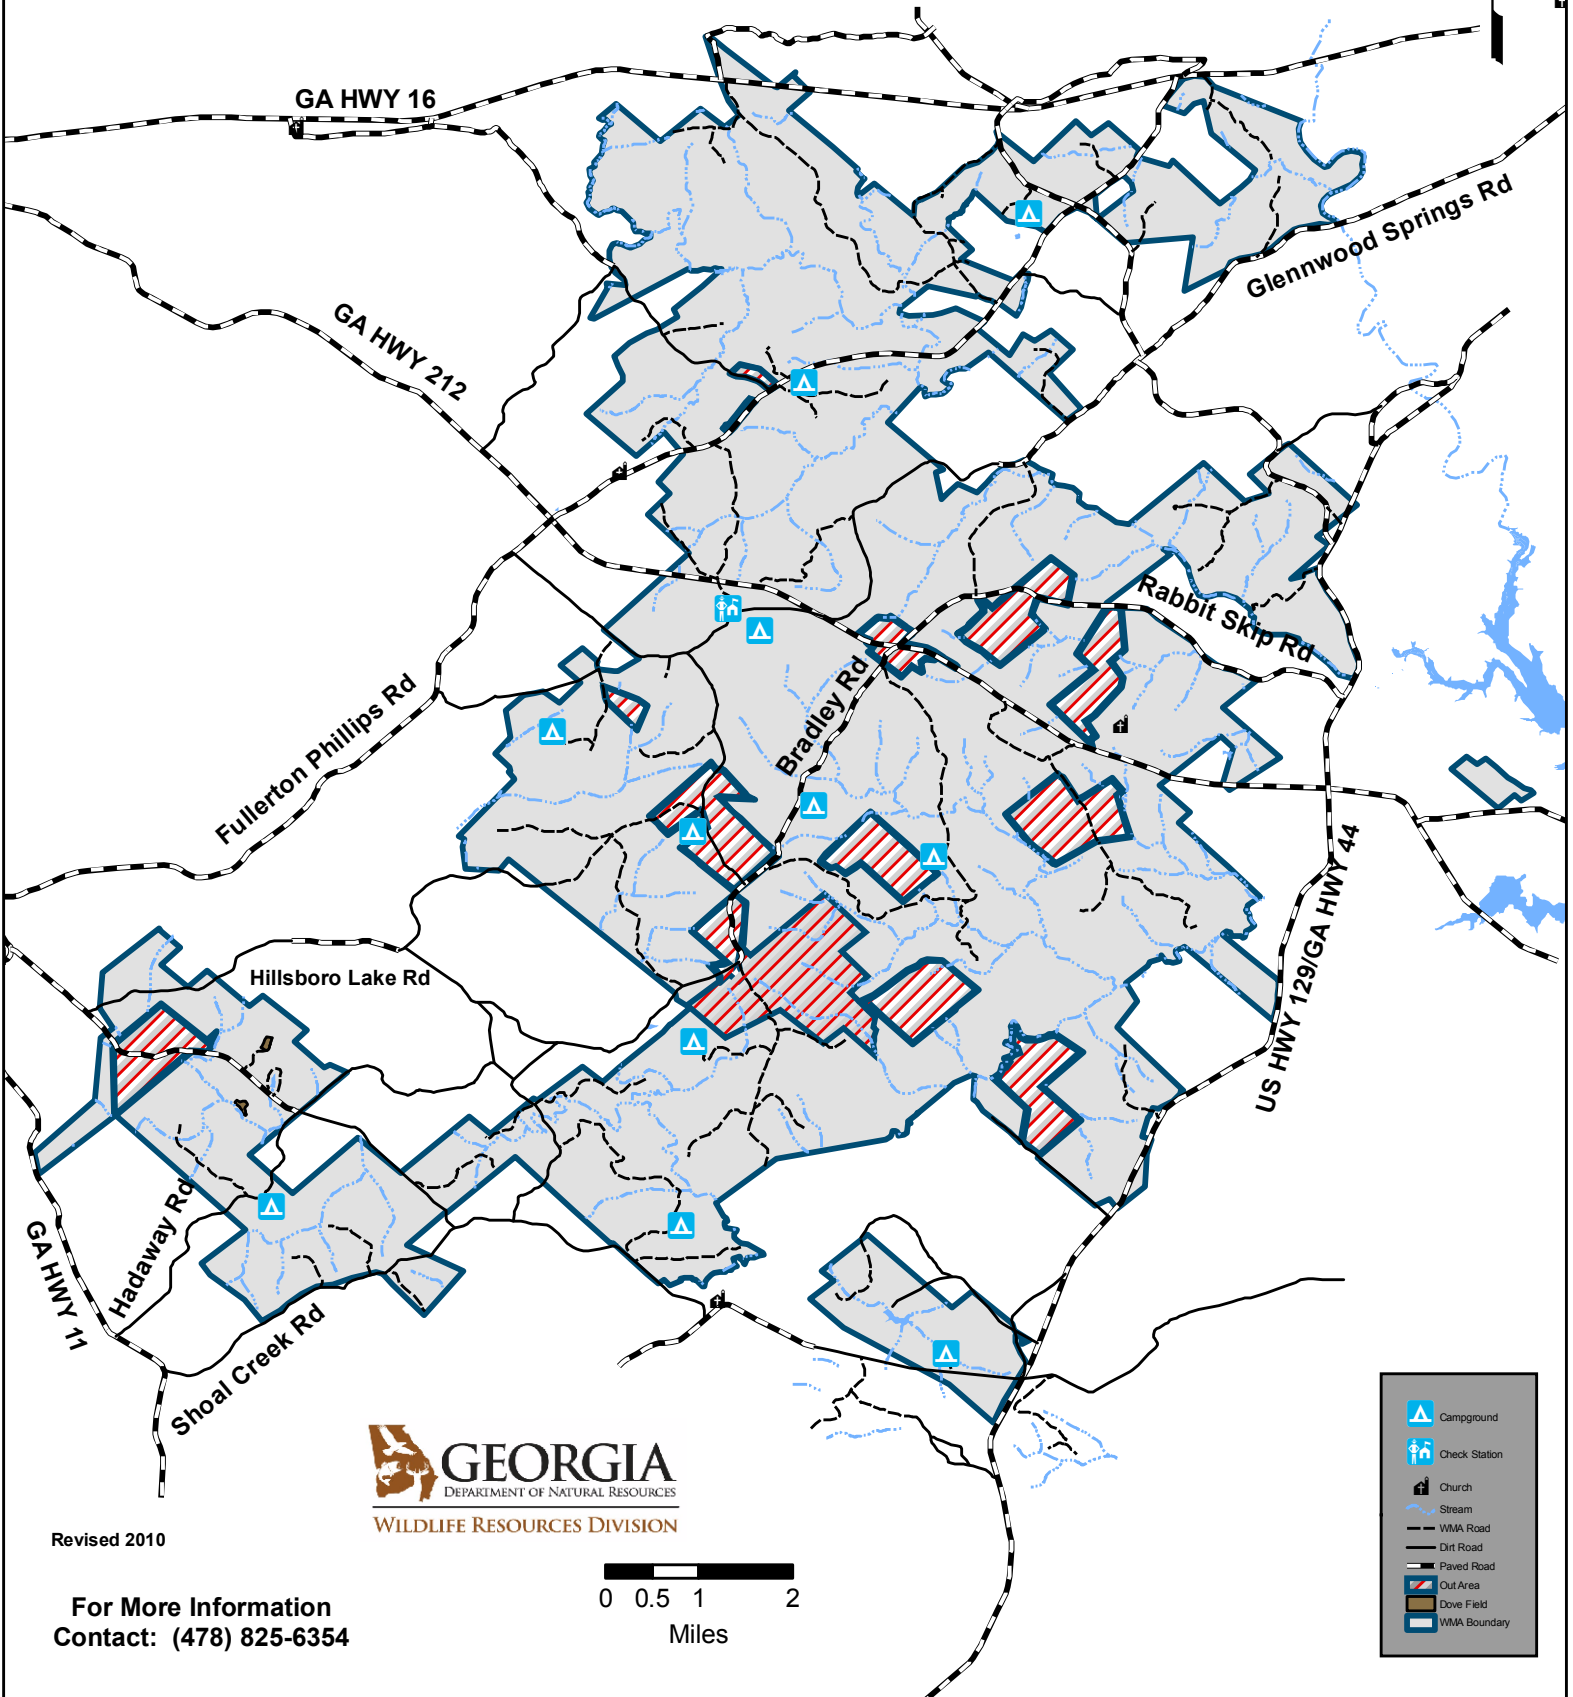 GA HWY 16
Glennwood Springs Rd
GA HWY 212
Rabbit Skip Rd
Bradley Rd
Fullerton Phillips Rd
US HWY 129/GA HWY 44
Hillsboro Lake Rd
Hadaway Rd
GA HWY 11
Shoal Creek Rd
GEORGIA
DEPARTMENT OF NATURAL RESOURCES
WILDLIFE RESOURCES DIVISION
Revised 2010
For More Information
Contact: (478) 825-6354
0 0.5 1 2
Miles
Campground
Check Station
Church
Stream
WMA Road
Dirt Road
Paved Road
Out Area
Dove Field
WMA Boundary